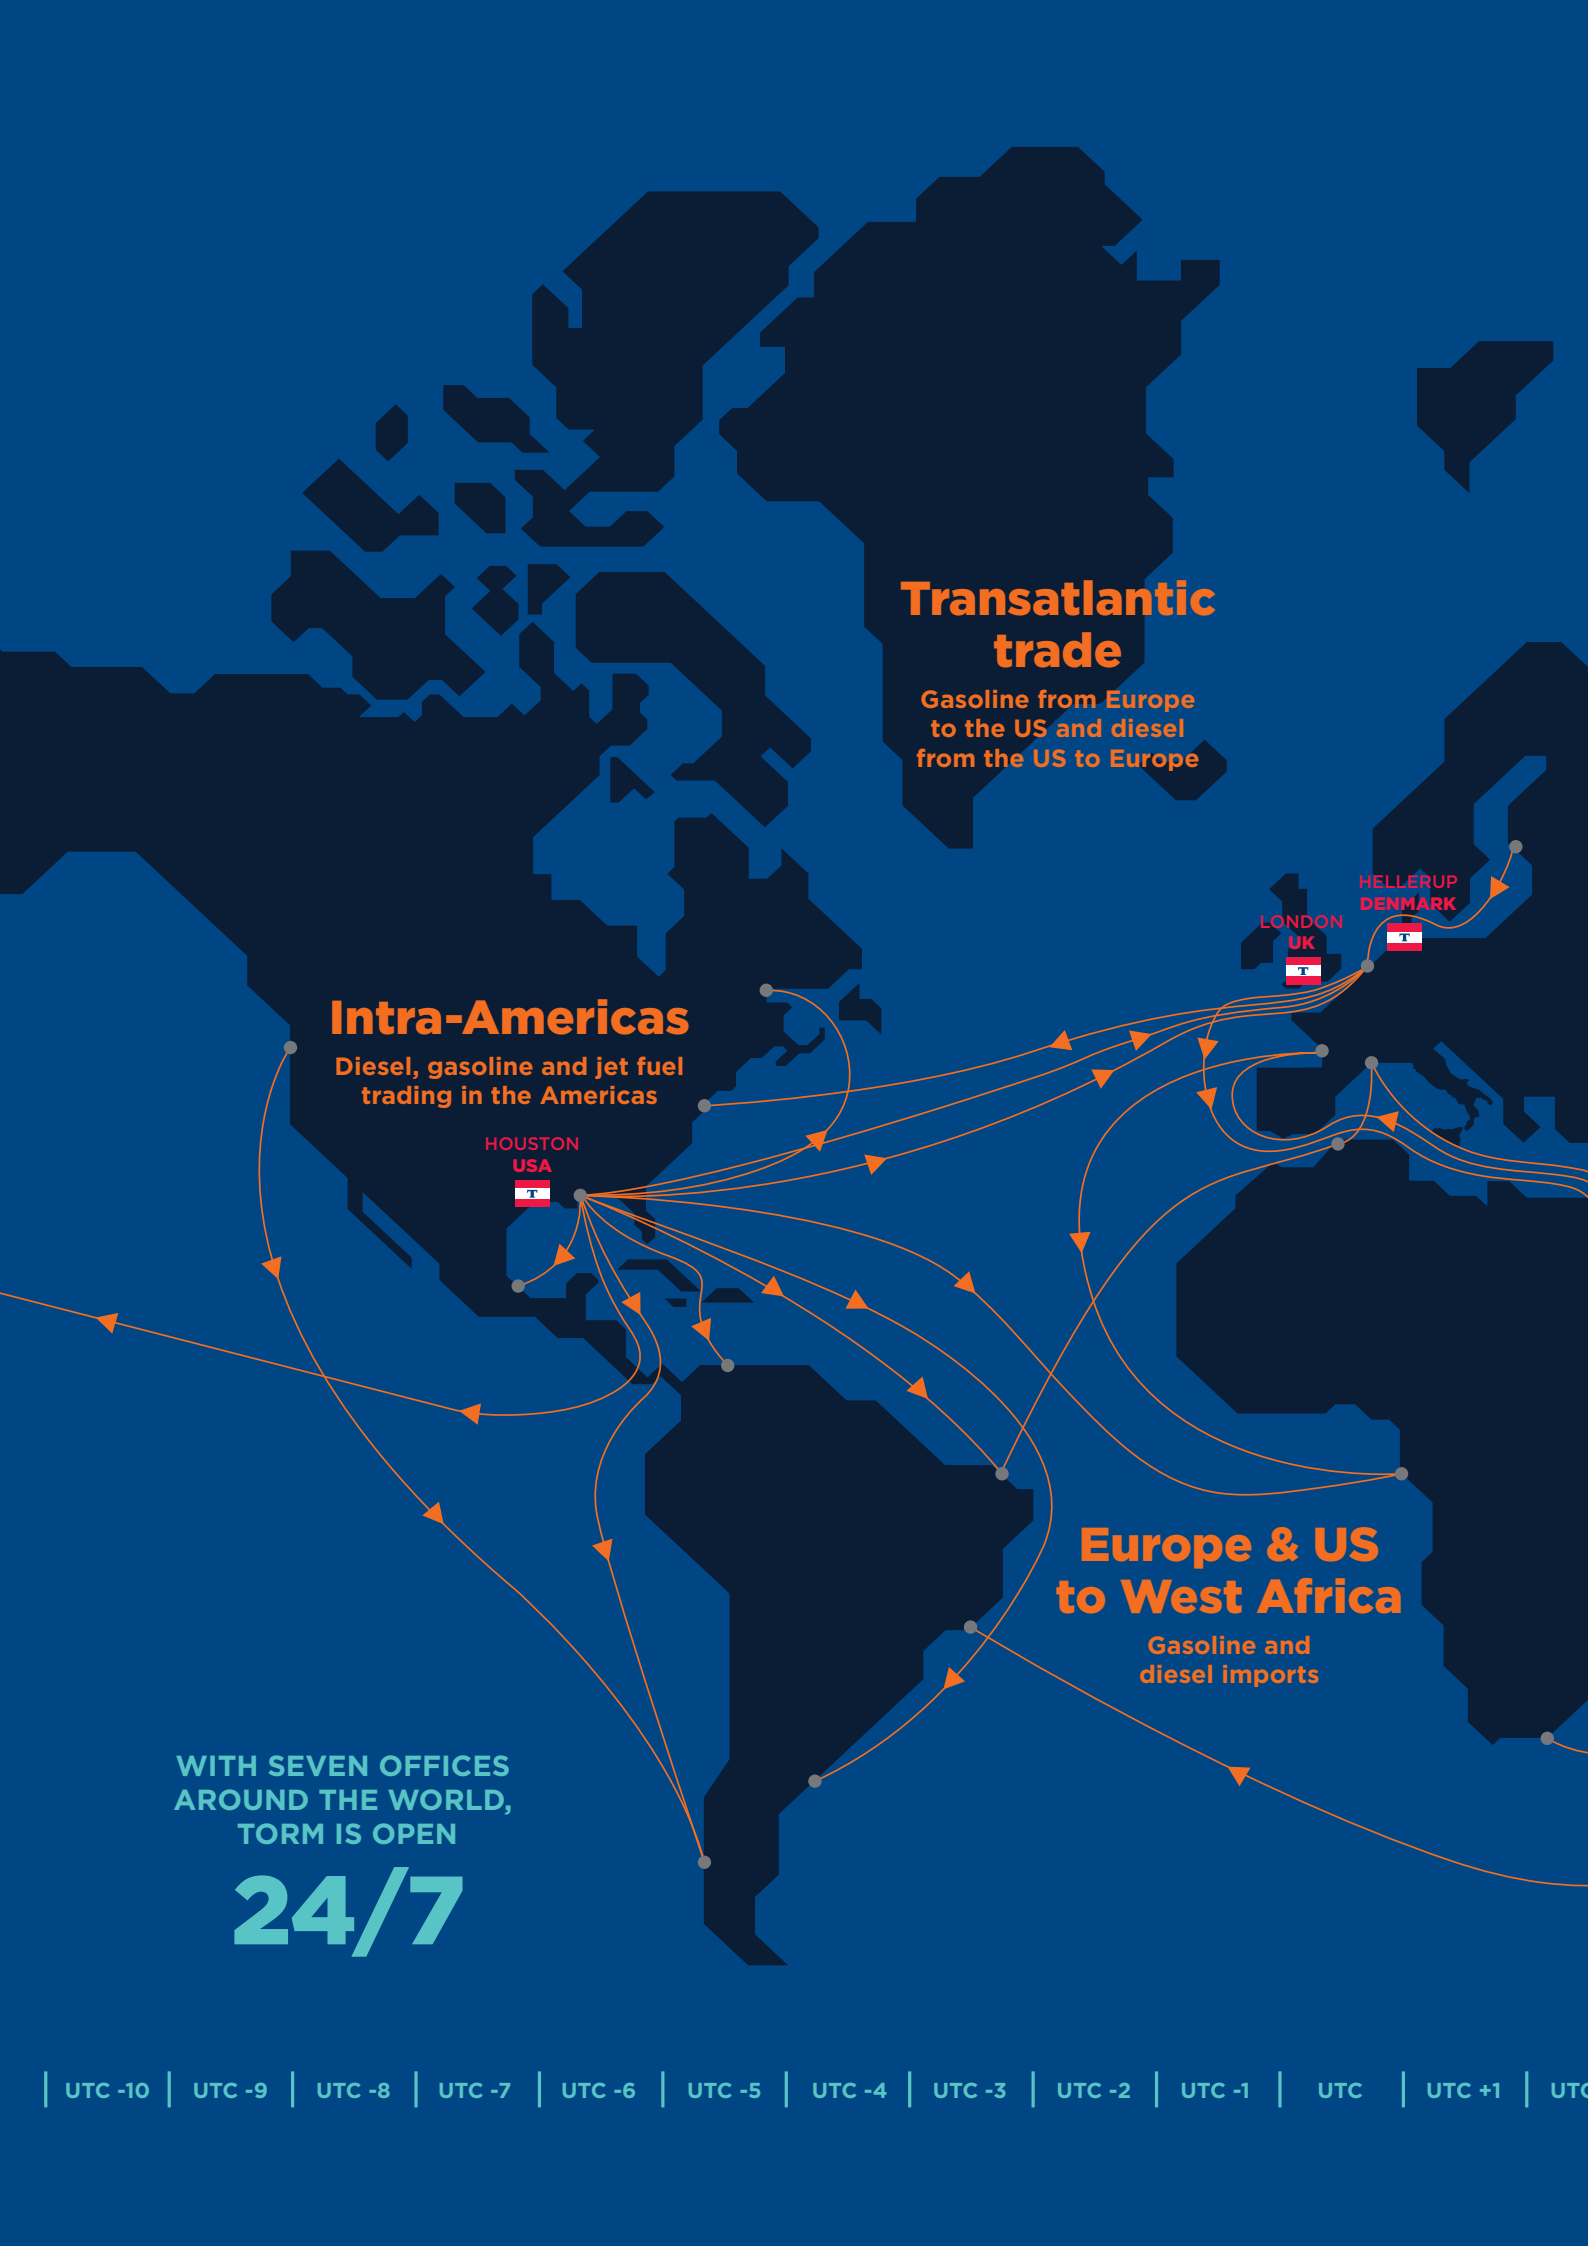 Transatlantic
trade
Gasoline from Europe
to the US and diesel
from the US to Europe
HELLERUP
DENMARK
T
LONDON
UK
T
Intra-Americas
Diesel, gasoline and jet fuel
trading in the Americas
HOUSTON
USA
T
Europe & US
to West Africa
Gasoline and
diesel imports
WITH SEVEN OFFICES
AROUND THE WORLD,
TORM IS OPEN
24/7
UTC -10 UTC -9 UTC -8 UTC -7 UTC -6 UTC -5 UTC -4 UTC -3 UTC -2 UTC -1 UTC UTC +1